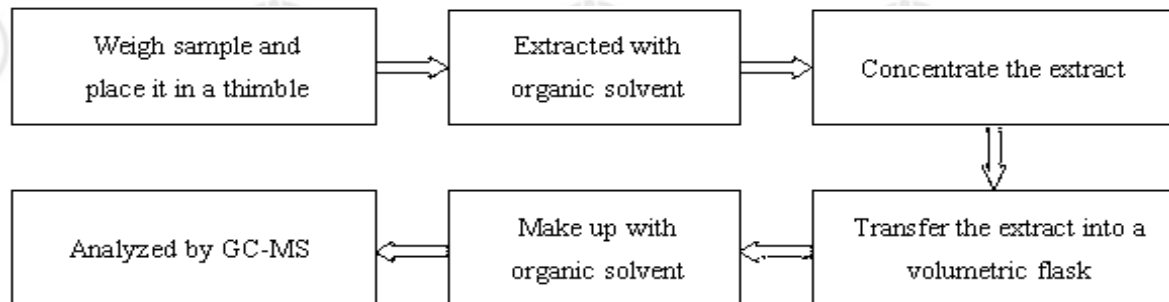 Weigh sample and
place it in a thimble
Extracted with
organic solvent
Concentrate the extract
Transfer the extract into a
volumetric flask
Make up with
organic solvent
Analyzed by GC-MS